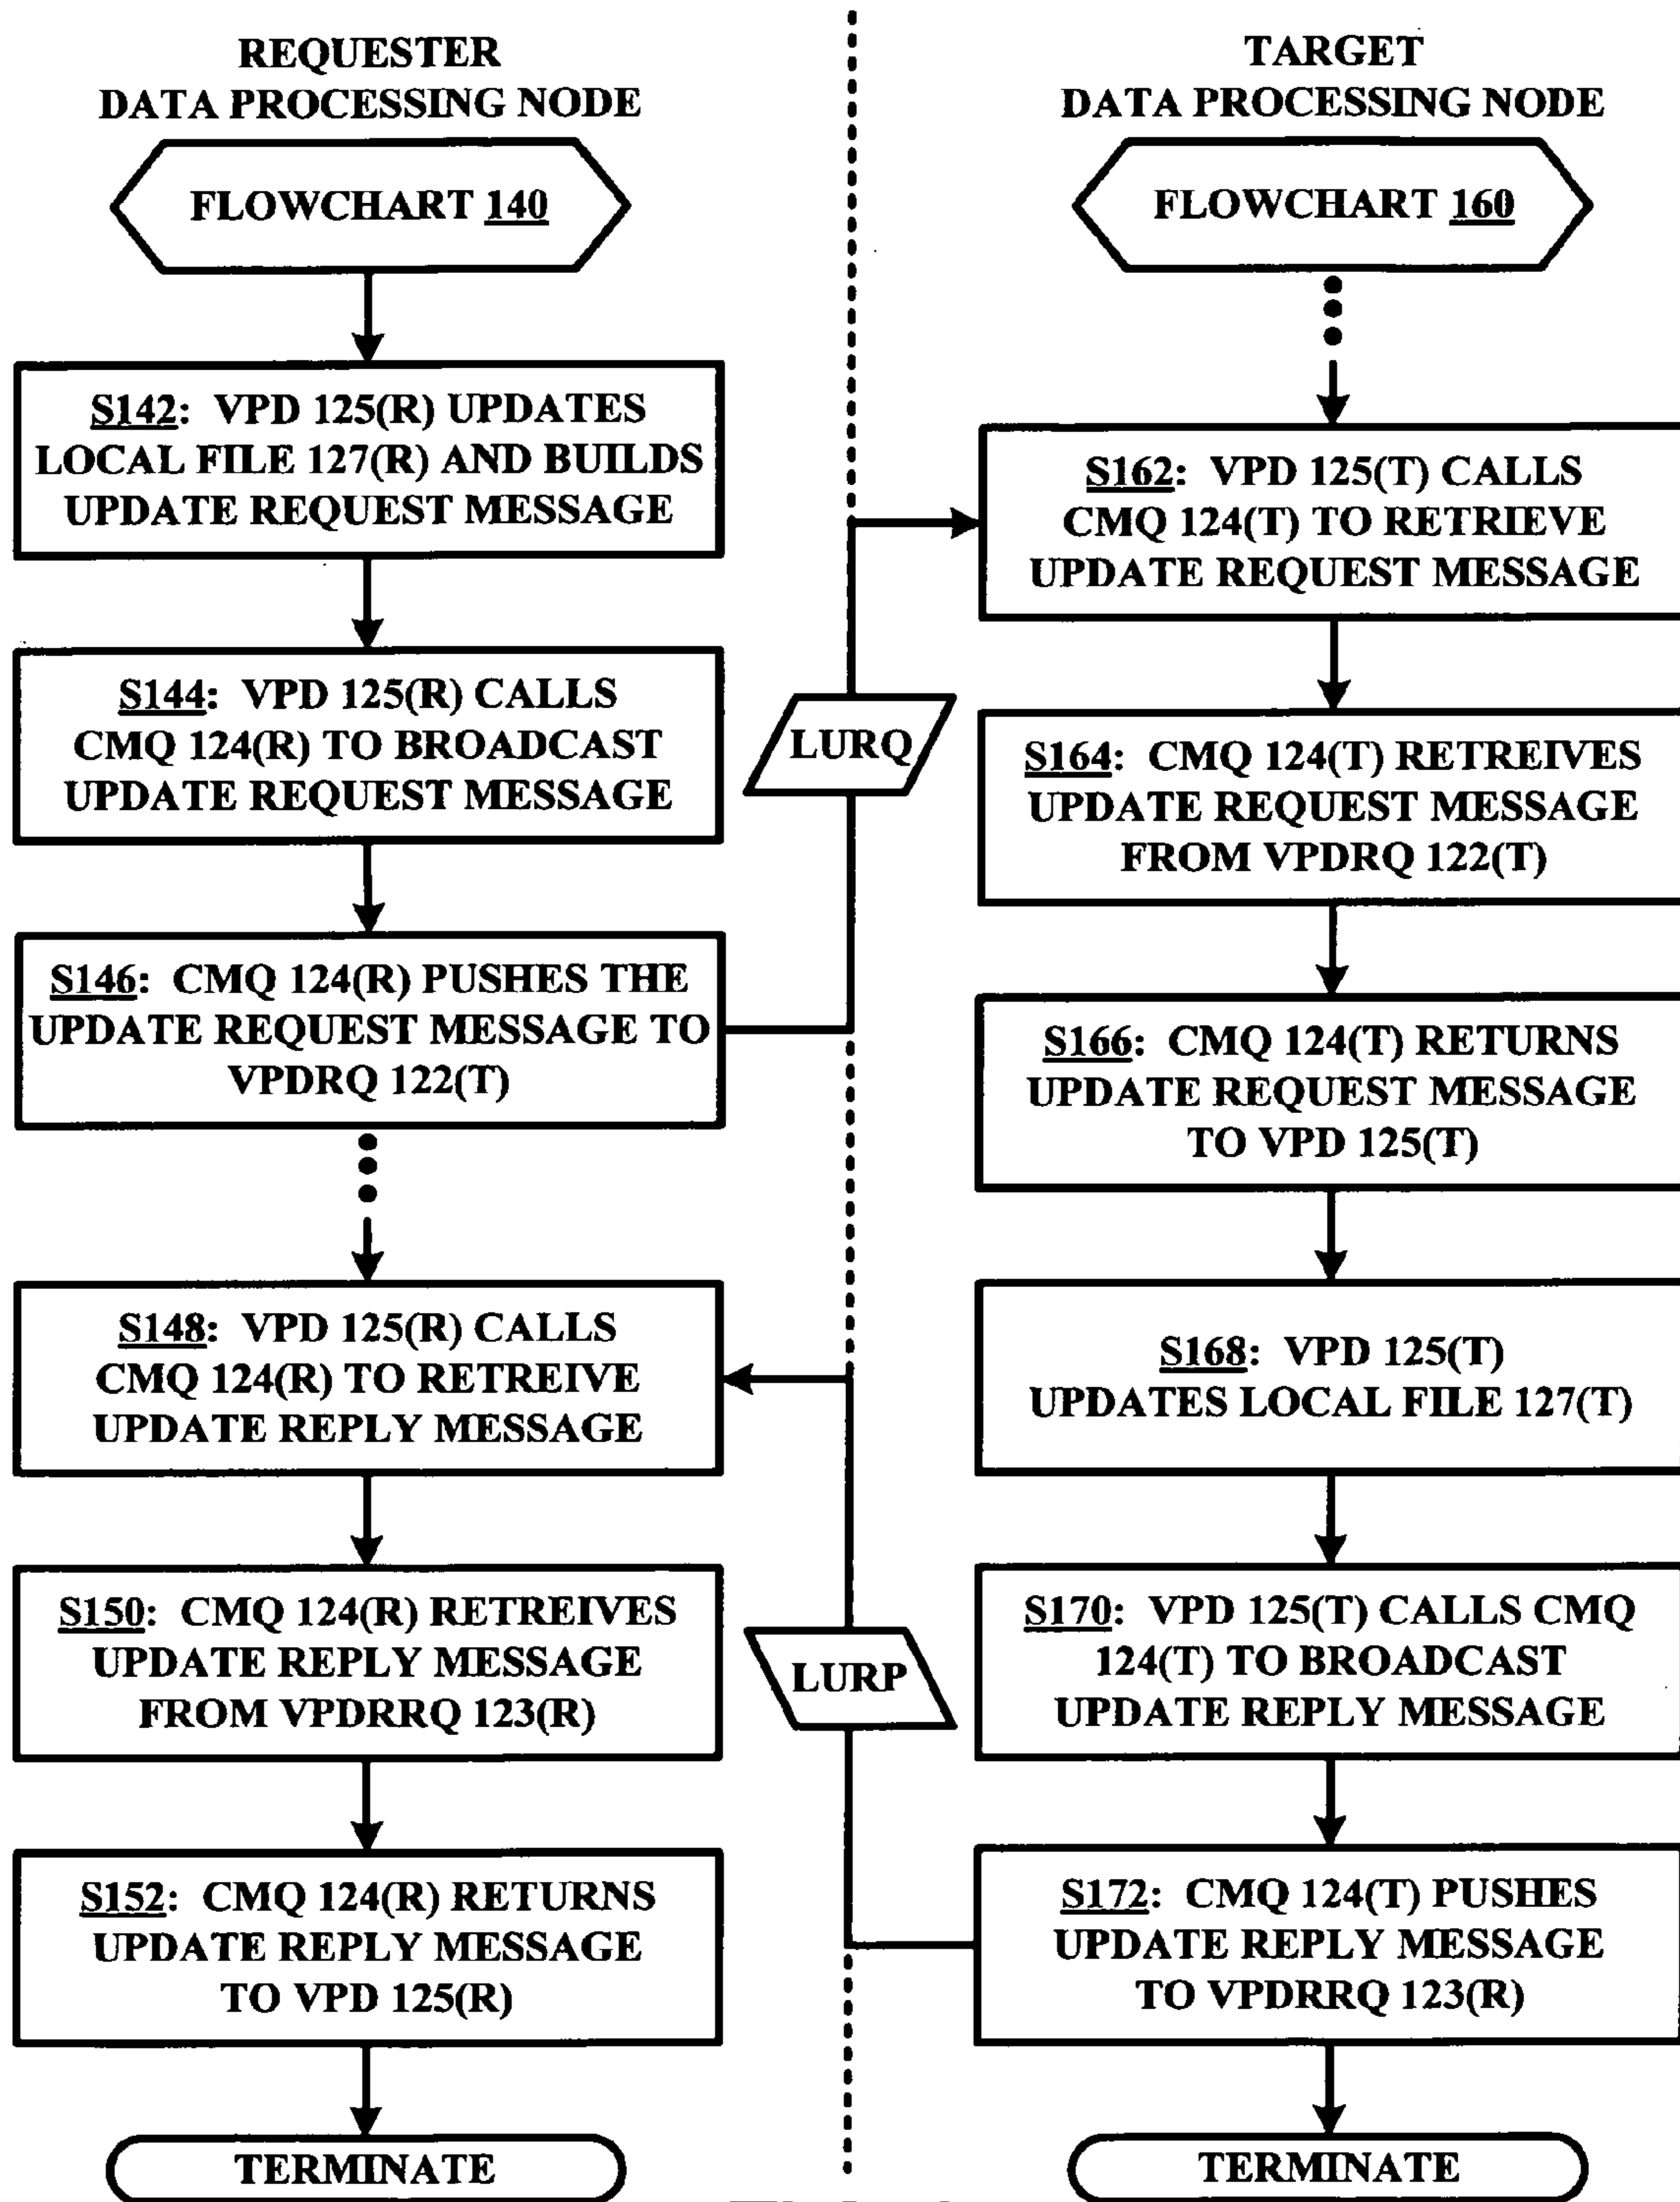 REQUESTER
DATA PROCESSING NODE
FLOWCHART 140
S142: VPD 125(R) UPDATES
LOCAL FILE 127(R) AND BUILDS
UPDATE REQUEST MESSAGE
S144: VPD 125(R) CALLS
CMQ 124(R) TO BROADCAST
UPDATE REQUEST MESSAGE
S146: CMQ 124(R) PUSHES THE
UPDATE REQUEST MESSAGE TO
VPDRQ 122(T)
S148: VPD 125(R) CALLS
CMQ 124(R) TO RETREIVE
UPDATE REPLY MESSAGE
S150: CMQ 124(R) RETREIVES
UPDATE REPLY MESSAGE
FROM VPDRRQ 123(R)
S152: CMQ 124(R) RETURNS
UPDATE REPLY MESSAGE
TO VPD 125(R)
TERMINATE
LURQ
LURP
TARGET
DATA PROCESSING NODE
FLOWCHART 160
S162: VPD 125(T) CALLS
CMQ 124(T) TO RETRIEVE
UPDATE REQUEST MESSAGE
S164: CMQ 124(T) RETREIVES
UPDATE REQUEST MESSAGE
FROM VPDRQ 122(T)
S166: CMQ 124(T) RETURNS
UPDATE REQUEST MESSAGE
TO VPD 125(T)
S168: VPD 125(T)
UPDATES LOCAL FILE 127(T)
S170: VPD 125(T) CALLS CMQ
124(T) TO BROADCAST
UPDATE REPLY MESSAGE
S172: CMQ 124(T) PUSHES
UPDATE REPLY MESSAGE
TO VPDRRQ 123(R)
TERMINATE